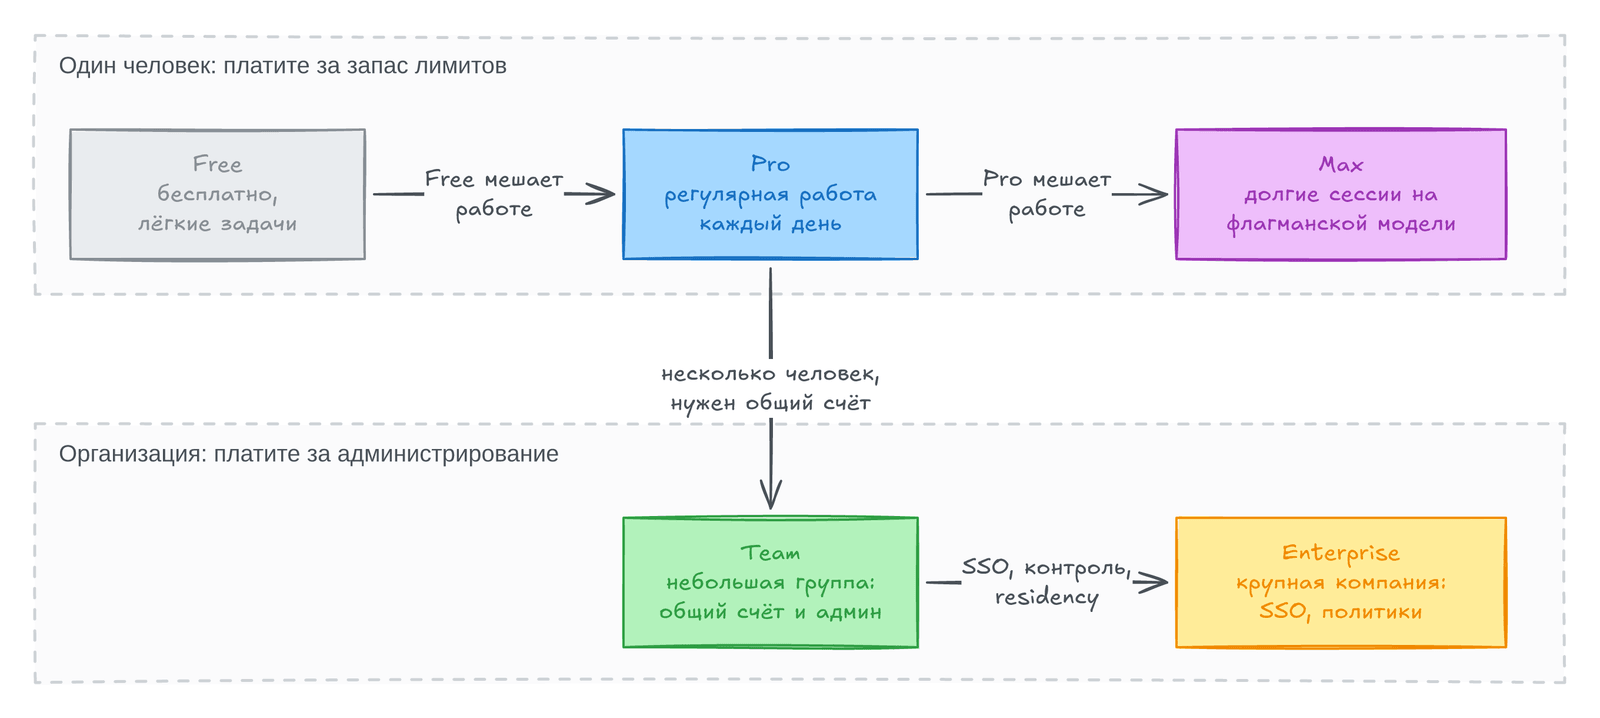 Один человек: платите за запас лимитов
Free
бесплатно,
лёгкие задачи
Free мешает
работе
Pro
регулярная работа
каждый день
Pro мешает
работе
Max
долгие сессии на
флагманской модели
несколько человек,
нужен общий счёт
Организация: платите за администрирование
Team
небольшая группа:
общий счёт и админ
SSO, контроль,
residency
Enterprise
крупная компания:
SSO, политики